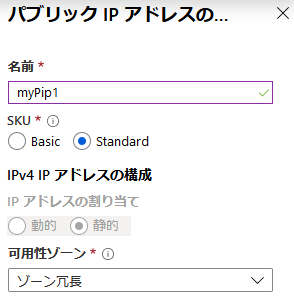 パブリック IP アドレスの...
名前 *
myPip1
SKU *
Basic Standard
IPv4 IP アドレスの構成
IP アドレスの割り当て
動的 静的
可用性ゾーン *
ゾーン冗長